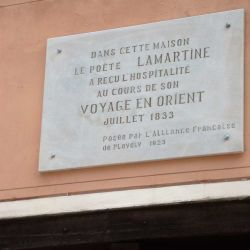 DANS CETTE MAISON
LE POÈTE LAMARTINE
A REÇU L'HOSPITALITÉ
AU COURS DE SON
VOYAGE EN ORIENT
JUILLET 1833
Posée par l'Alliance Française
de Plovdiv 1923